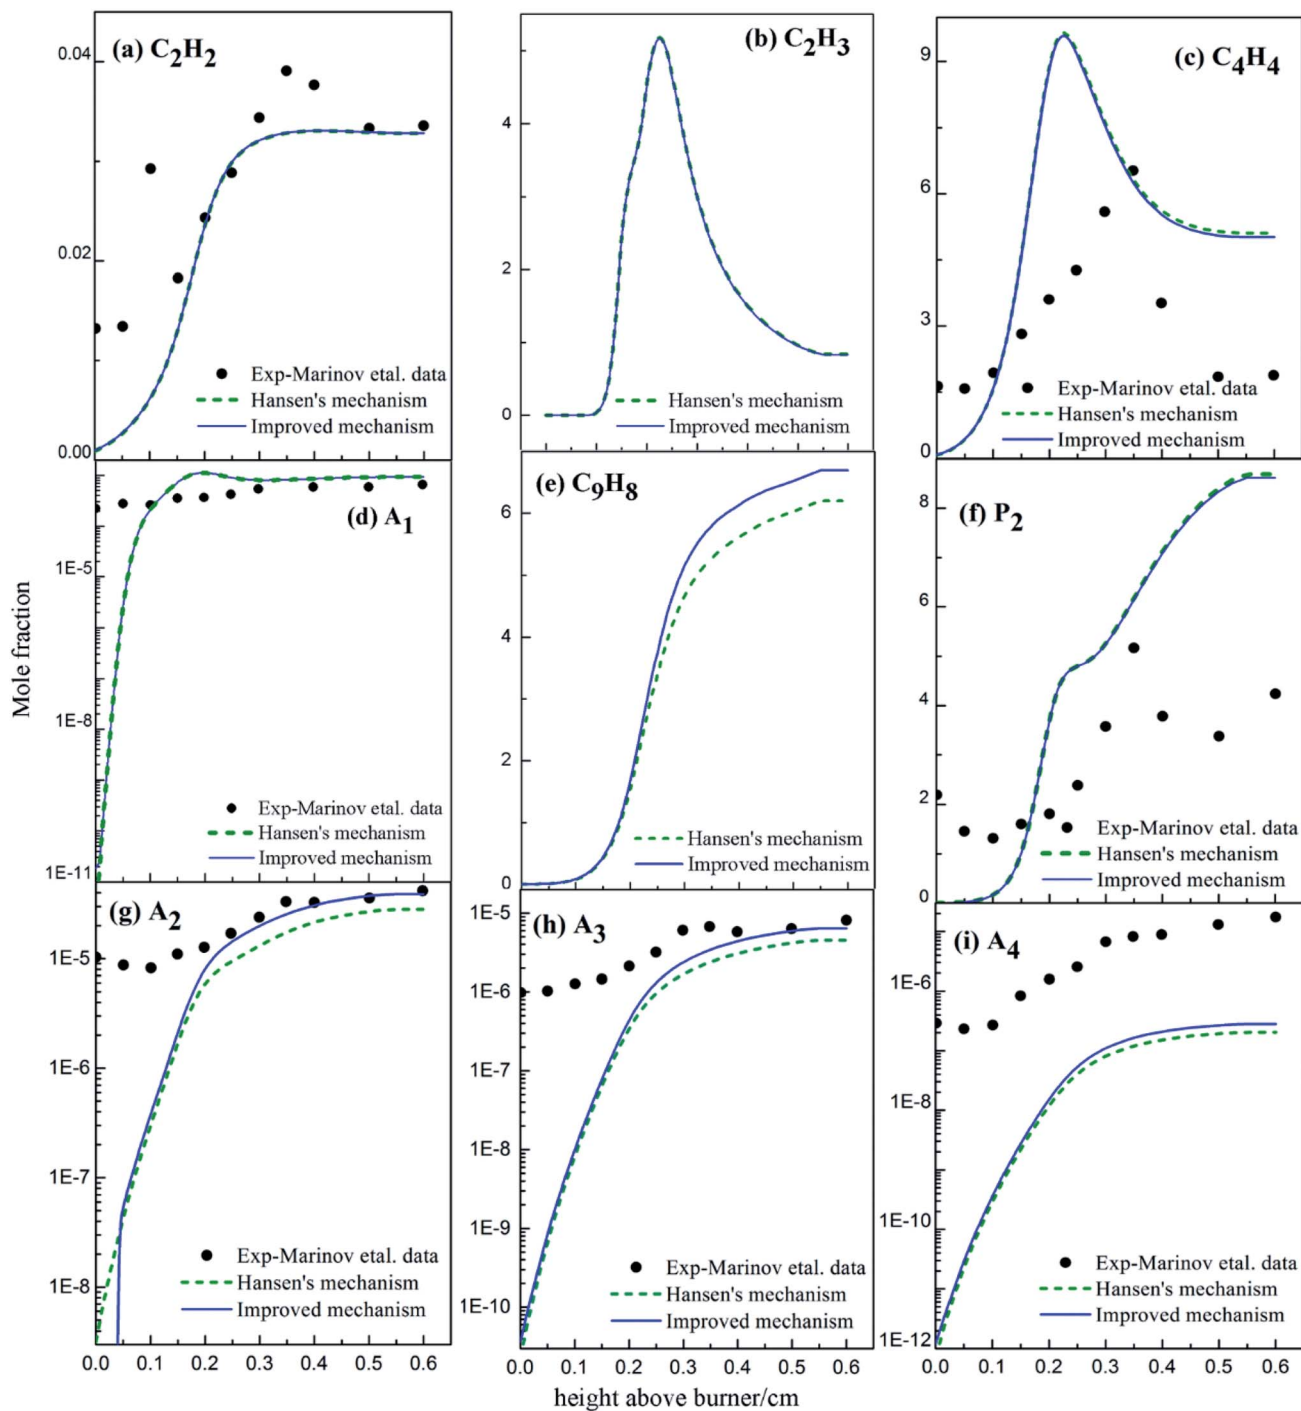 (a) C2H2
0.04
0.02
0.00
Exp-Marinov etal. data
Hansen's mechanism
Improved mechanism
(b) C2H3
4
2
0
Hansen's mechanism
Improved mechanism
(c) C4H4
9
6
3
0
Exp-Marinov etal. data
Hansen's mechanism
Improved mechanism
Mole fraction
(d) A1
1E-5
1E-8
1E-11
Exp-Marinov etal. data
Hansen's mechanism
Improved mechanism
(e) C9H8
6
4
2
0
Hansen's mechanism
Improved mechanism
(f) P2
8
6
4
2
0
Exp-Marinov etal. data
Hansen's mechanism
Improved mechanism
(g) A2
1E-5
1E-6
1E-7
1E-8
Exp-Marinov etal. data
Hansen's mechanism
Improved mechanism
0.0 0.1 0.2 0.3 0.4 0.5 0.6
(h) A3
1E-5
1E-6
1E-7
1E-8
1E-9
1E-10
Exp-Marinov etal. data
Hansen's mechanism
Improved mechanism
0.0 0.1 0.2 0.3 0.4 0.5 0.6
(i) A4
1E-6
1E-8
1E-10
1E-12
Exp-Marinov etal. data
Hansen's mechanism
Improved mechanism
0.0 0.1 0.2 0.3 0.4 0.5 0.6
height above burner/cm